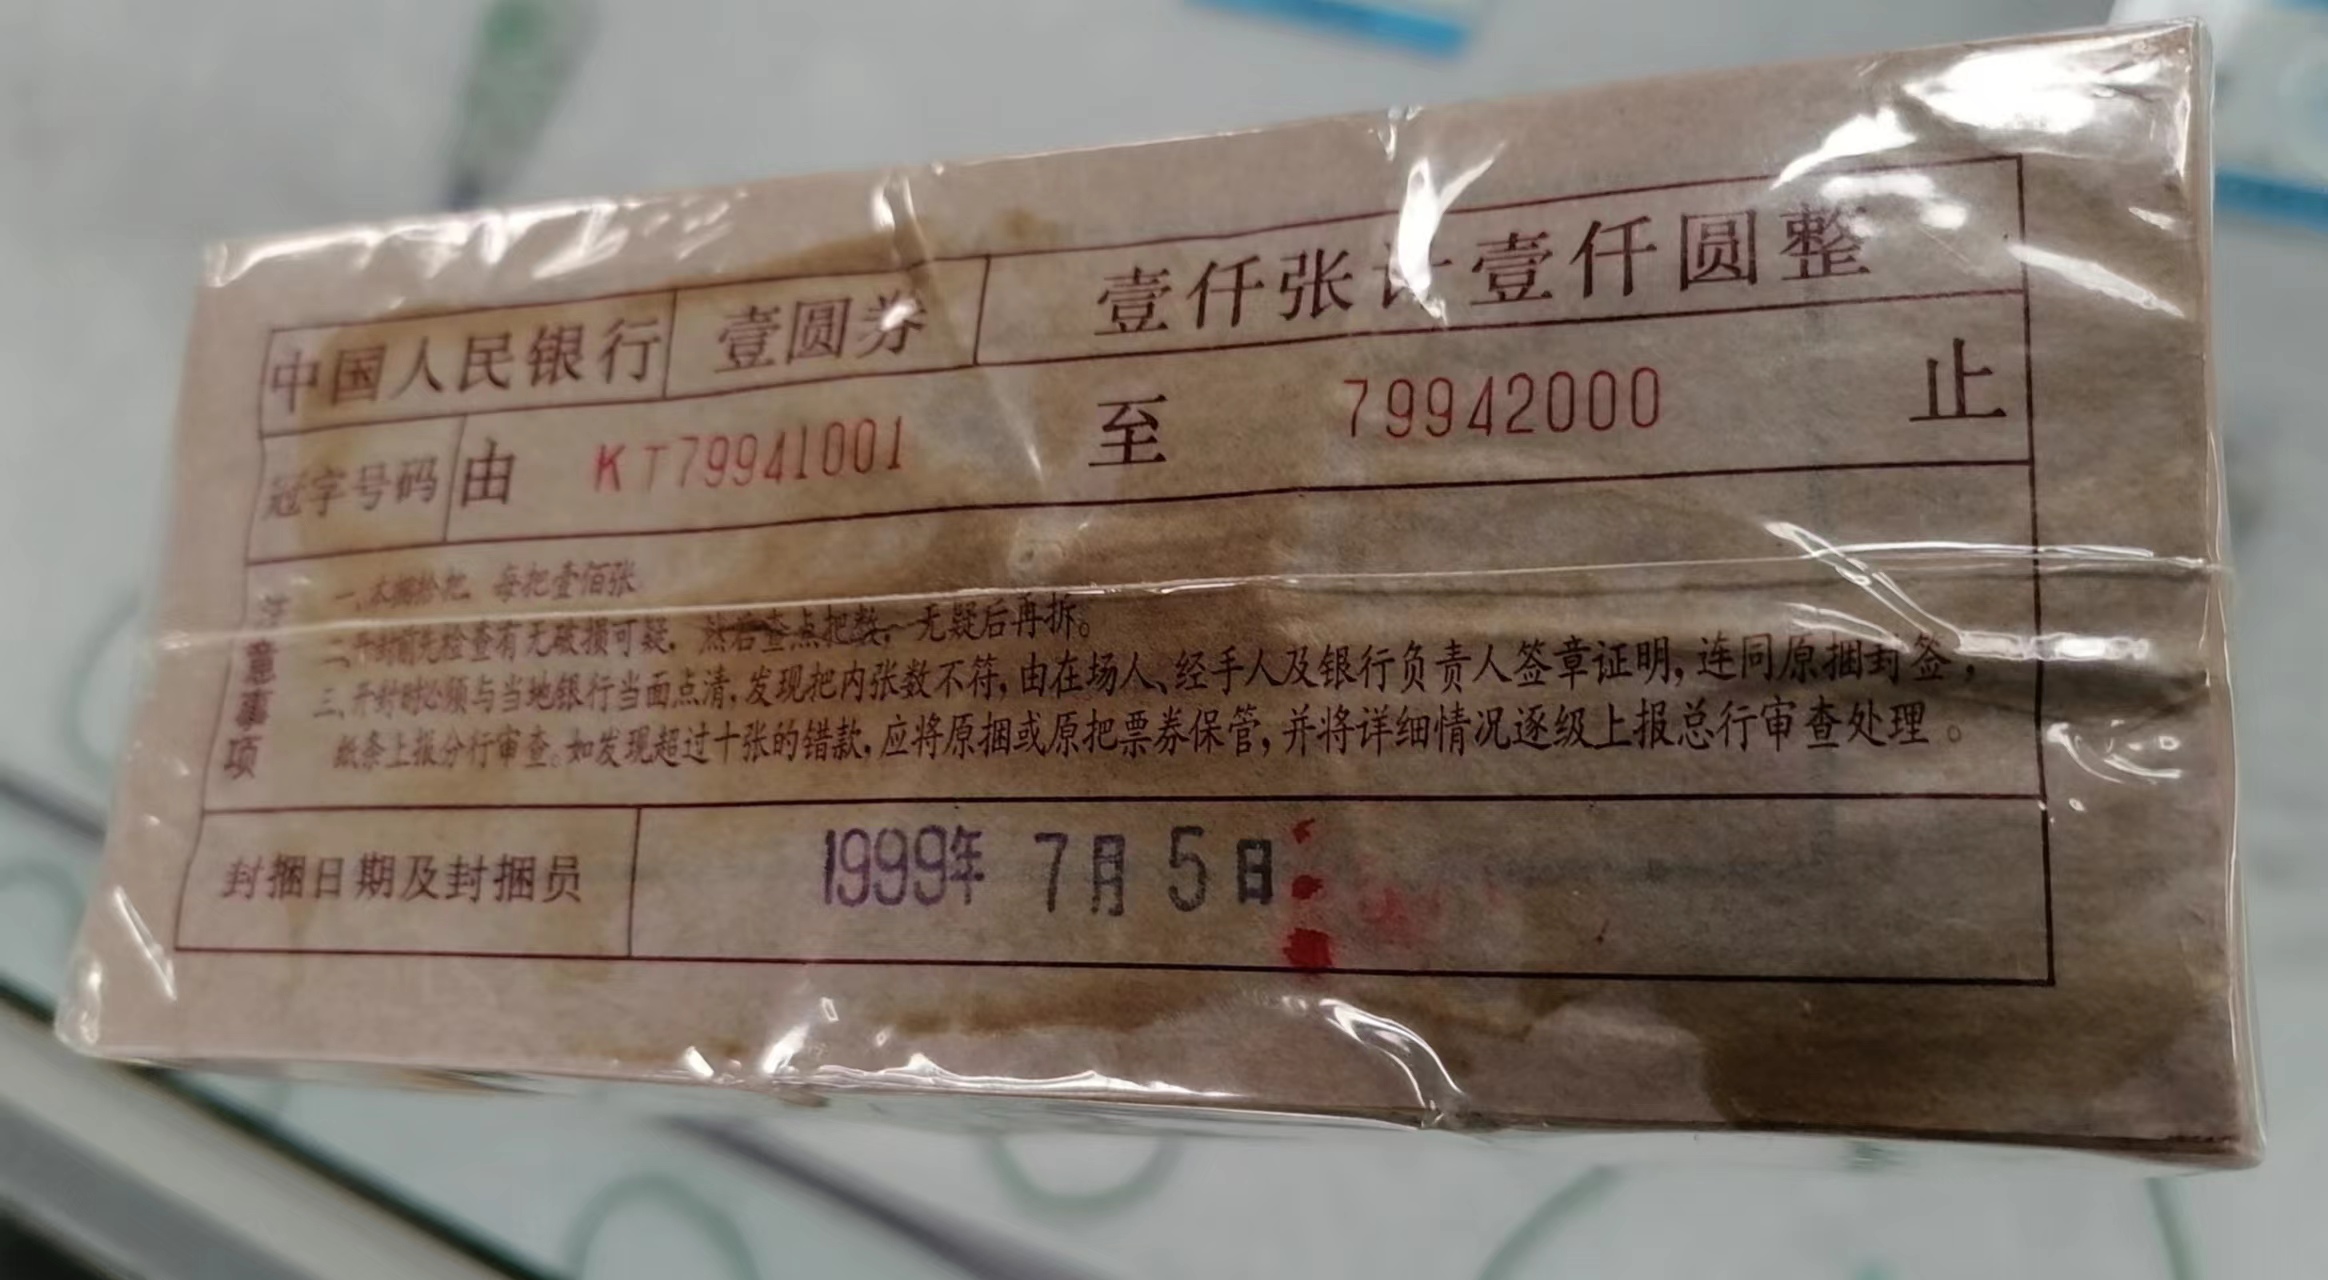 中国人民银行 壹圆券 壹仟张计壹仟圆整
冠字号码 由 KT79941001 至 79942000 止
注意事项
一、本捆拾把，每把壹佰张
二、开封前先检查有无破损可疑，然后查点把数，无疑后再拆。
三、开封时必须与当地银行当面点清，发现把内张数不符，由在场人、经手人及银行负责人签章证明，连同原捆封签，
纸条上报分行审查。如发现超过十张的错款，应将原捆或原把票券保管，并将详细情况逐级上报总行审查处理。
封捆日期及封捆员 1999年 7月 5日